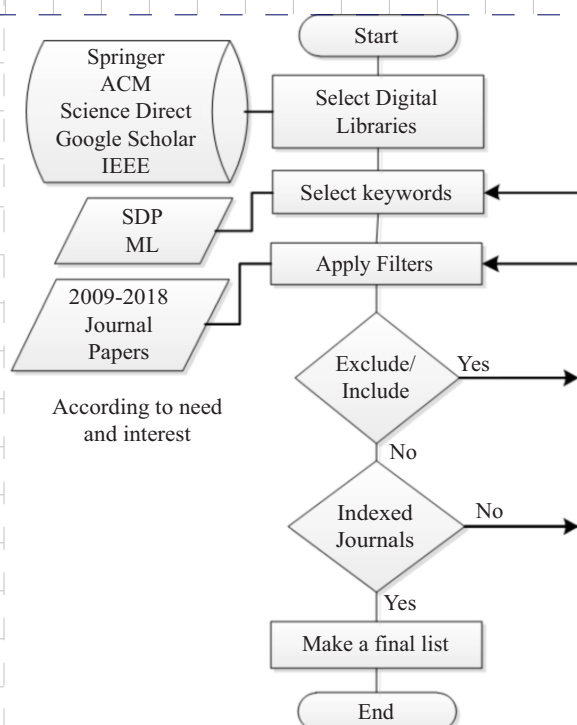 Start
Springer
ACM
Science Direct
Google Scholar
IEEE
Select Digital
Libraries
Select keywords
SDP
ML
Apply Filters
2009-2018
Journal
Papers
Exclude/
Include
Yes
According to need
and interest
No
Indexed
Journals
No
Yes
Make a final list
End